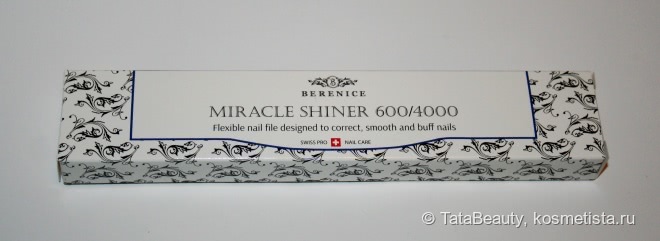 B
BERENICE
MIRACLE SHINER 600/4000
Flexible nail file designed to correct, smooth and buff nails
SWISS PRO NAIL CARE
© TataBeauty, kosmetista.ru